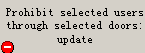 Prohibit selected users
through selected doors:
update